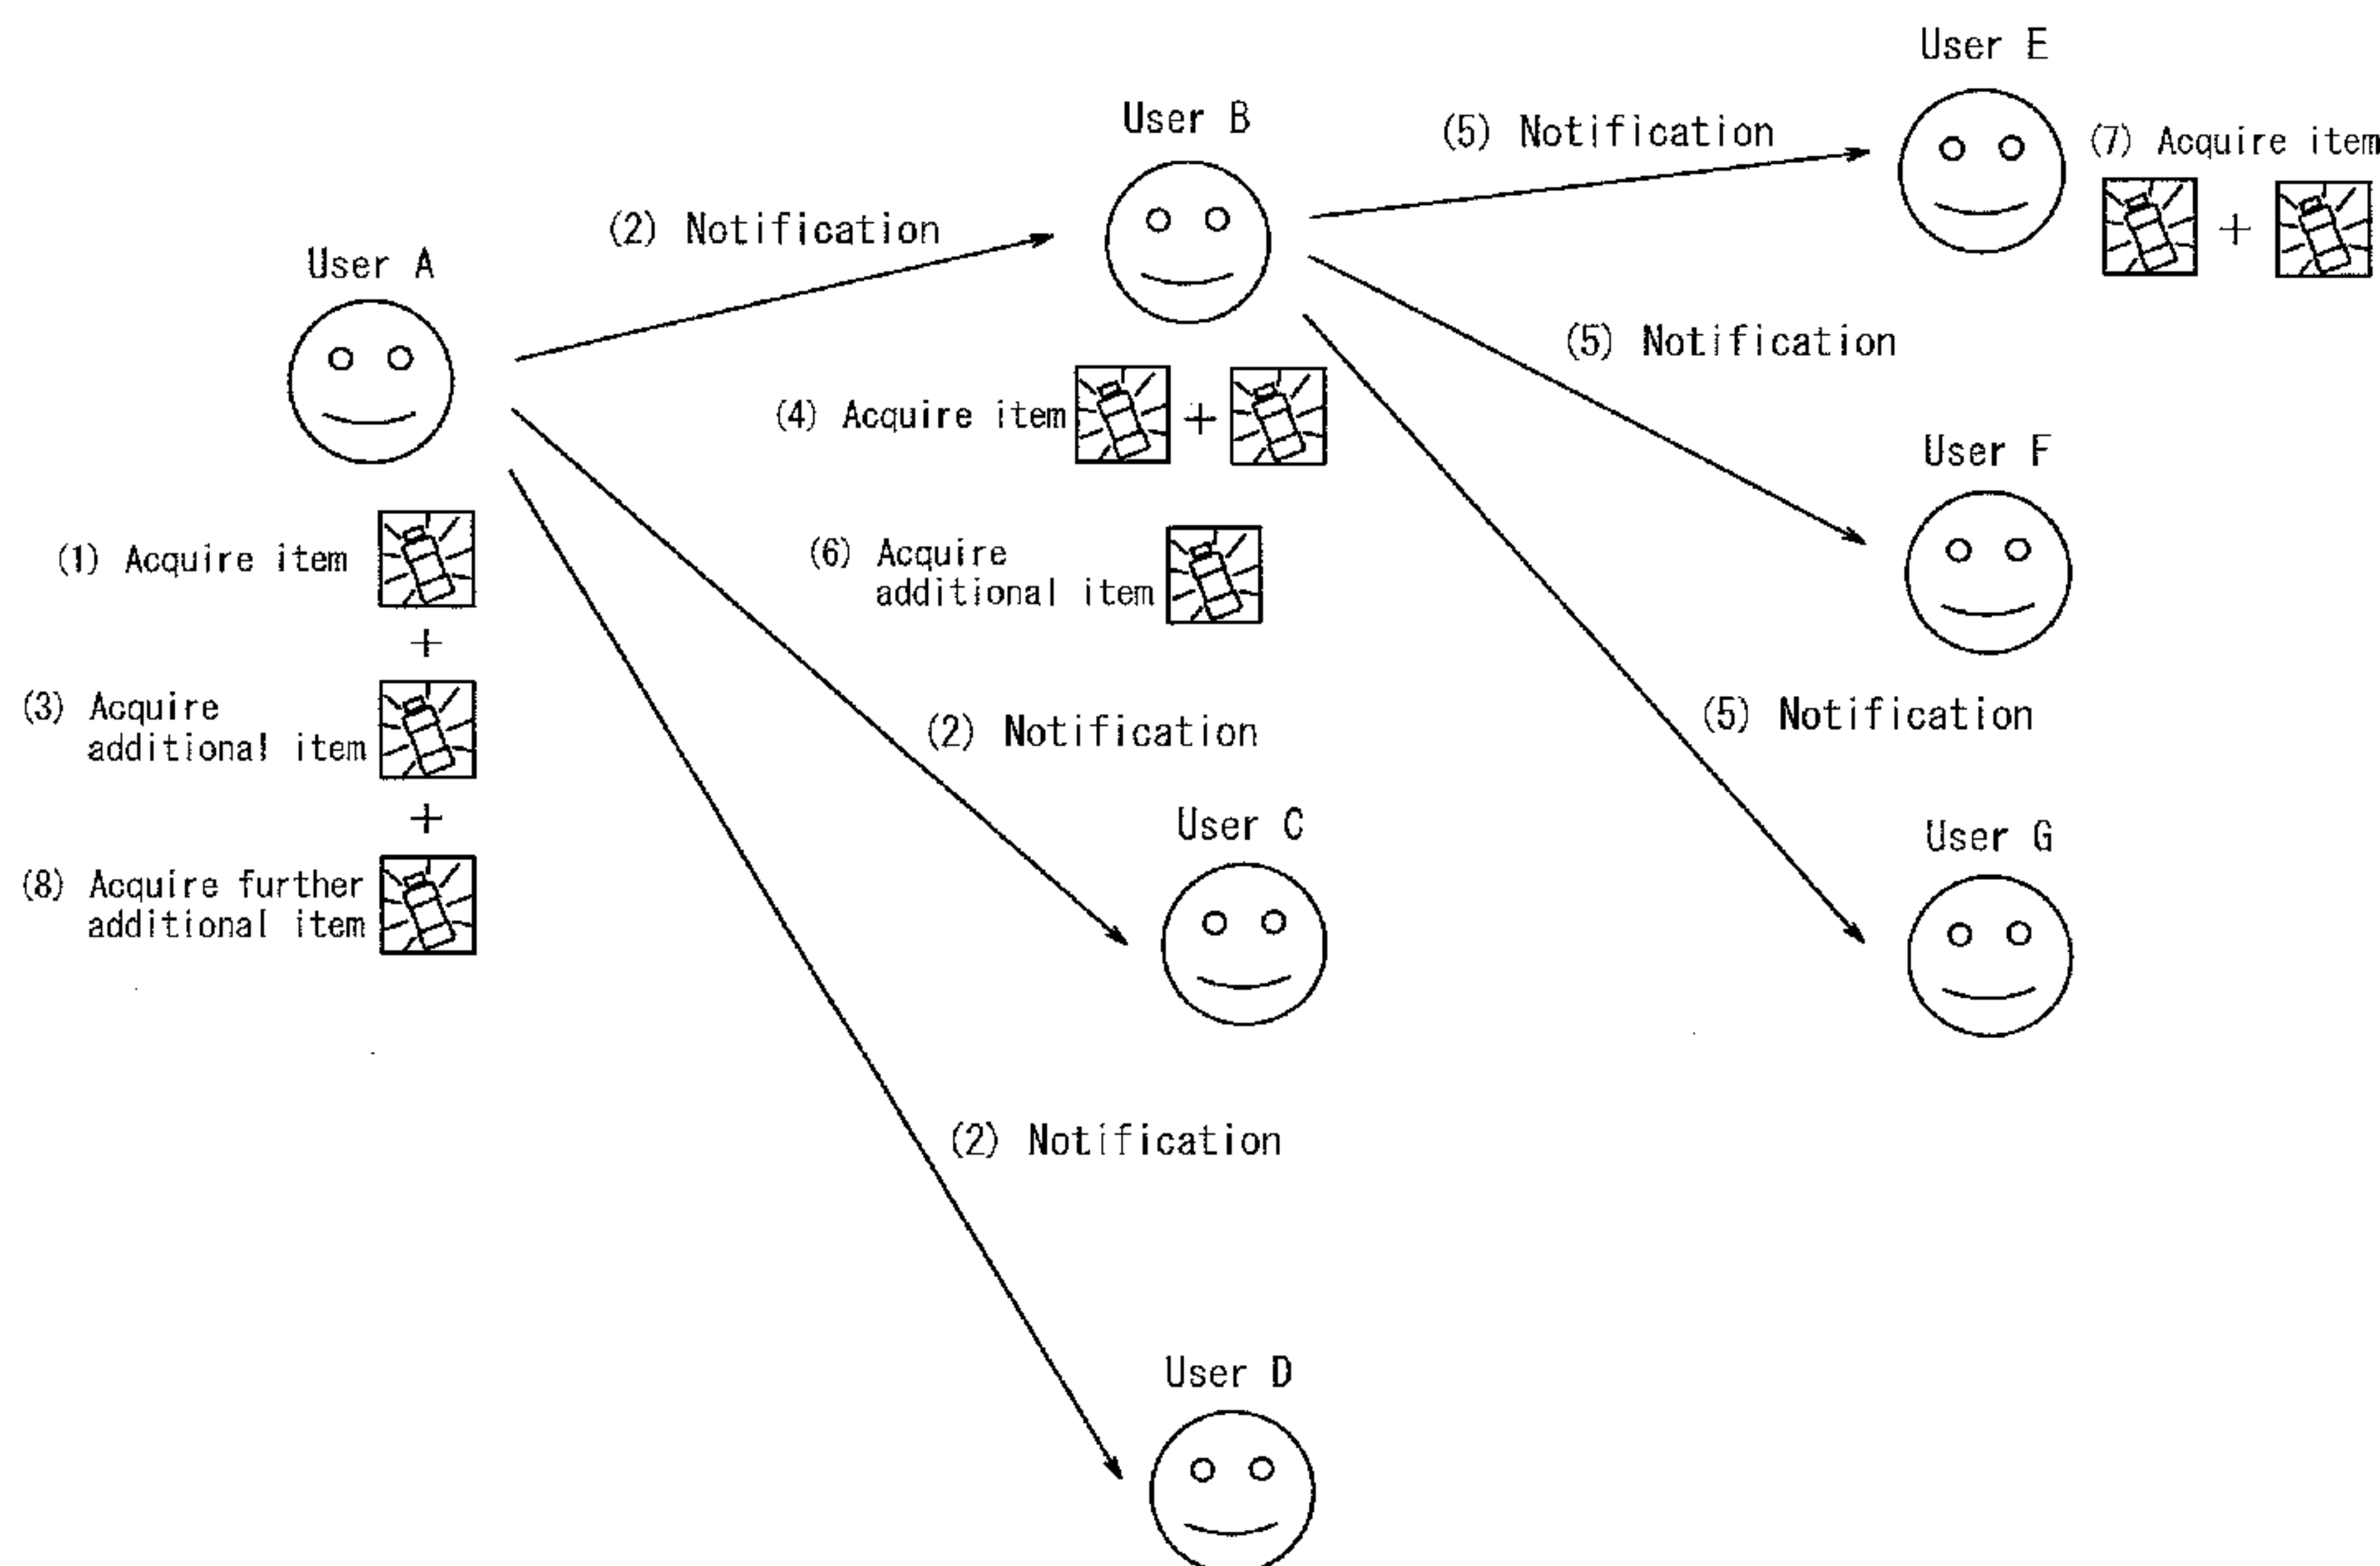 User E
User B
(5) Notification
(7) Acquire item
(2) Notification
User A
+
(5) Notification
(4) Acquire item
+
User F
(1) Acquire item
(6) Acquire
additional item
+
(3) Acquire
additional item
(2) Notification
(5) Notification
+
User C
User G
(8) Acquire further
additional item
(2) Notification
User D